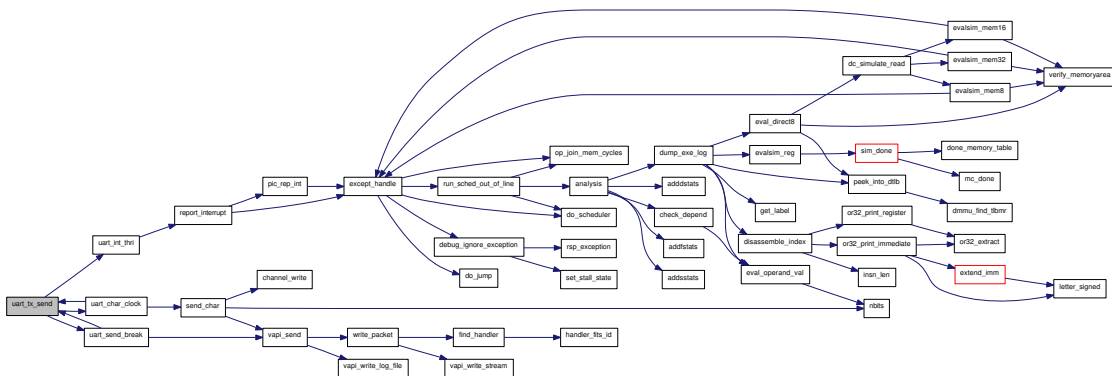 evalsim_mem16
evalsim_mem32
dc_simulate_read
verify_memoryarea
evalsim_mem8
eval_direct8
op_join_mem_cycles
dump_exe_log
evalsim_reg
sim_done
done_memory_table
pic_rep_int
except_handle
run_sched_out_of_line
analysis
adddstats
peek_into_dtlb
mc_done
report_interrupt
do_scheduler
check_depend
get_label
or32_print_register
dmmu_find_tlbmr
uart_int_thri
debug_ignore_exception
rsp_exception
addfstats
disassemble_index
or32_print_immediate
or32_extract
do_jump
set_stall_state
addsstats
eval_operand_val
insn_len
extend_imm
channel_write
letter_signed
uart_tx_send
uart_char_clock
send_char
nbits
uart_send_break
vapi_send
write_packet
find_handler
handler_fits_id
vapi_write_log_file
vapi_write_stream